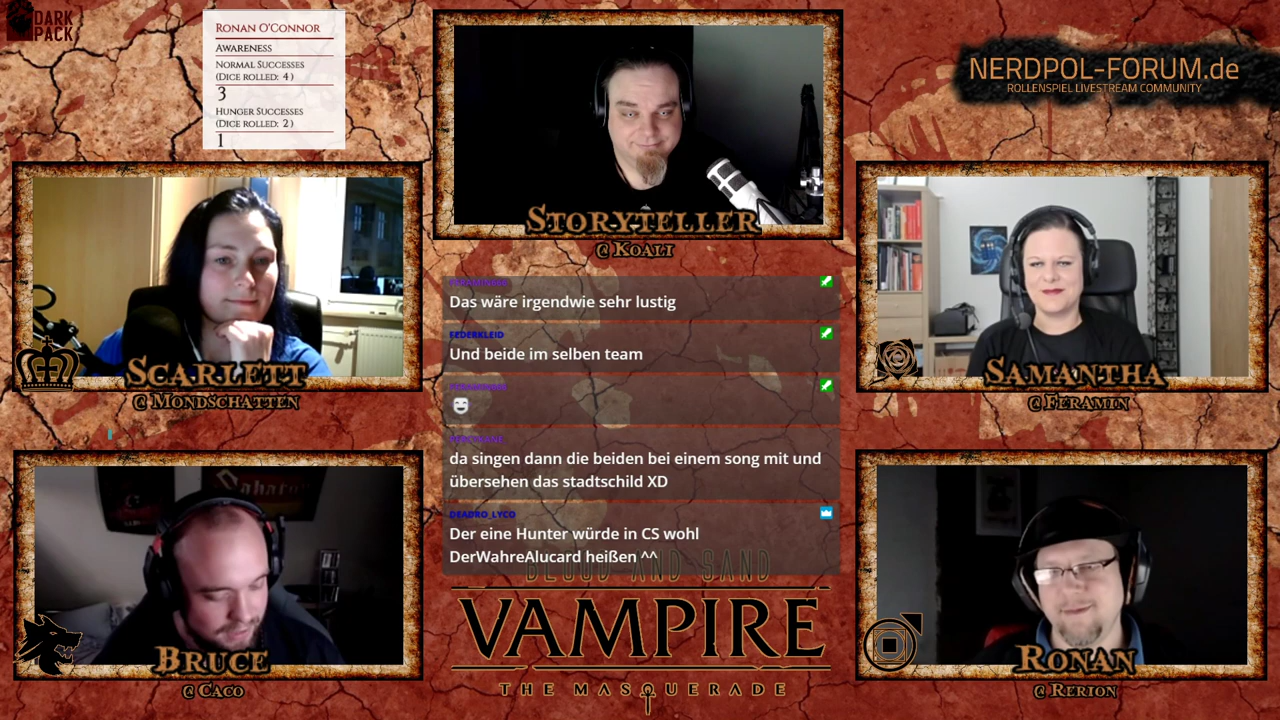 DARK
PACK
RONAN O'CONNOR
AWARENESS
NORMAL SUCCESSES
(DICE ROLLED: 4 )
3
HUNGER SUCCESSES
(DICE ROLLED: 2 )
1
NERDPOL-FORUM.de
ROLLENSPIEL LIVESTREAM COMMUNITY
STORYTELLER
@ KOALI
SCARLETT
@ MONDSCHATTEN
SAMANTHA
@ FERAMIN
Das wäre irgendwie sehr lustig
FEDERKLEID
Und beide im selben team
da singen dann die beiden bei einem song mit und
übersehen das stadtschild XD
DEADRO_LYCO
Der eine Hunter würde in CS wohl
DerWahreAlucard heißen ^^
BLOOD AND SAND
VAMPIRE
THE MASQUERADE
BRUCE
@ CACO
RONAN
@ RERION